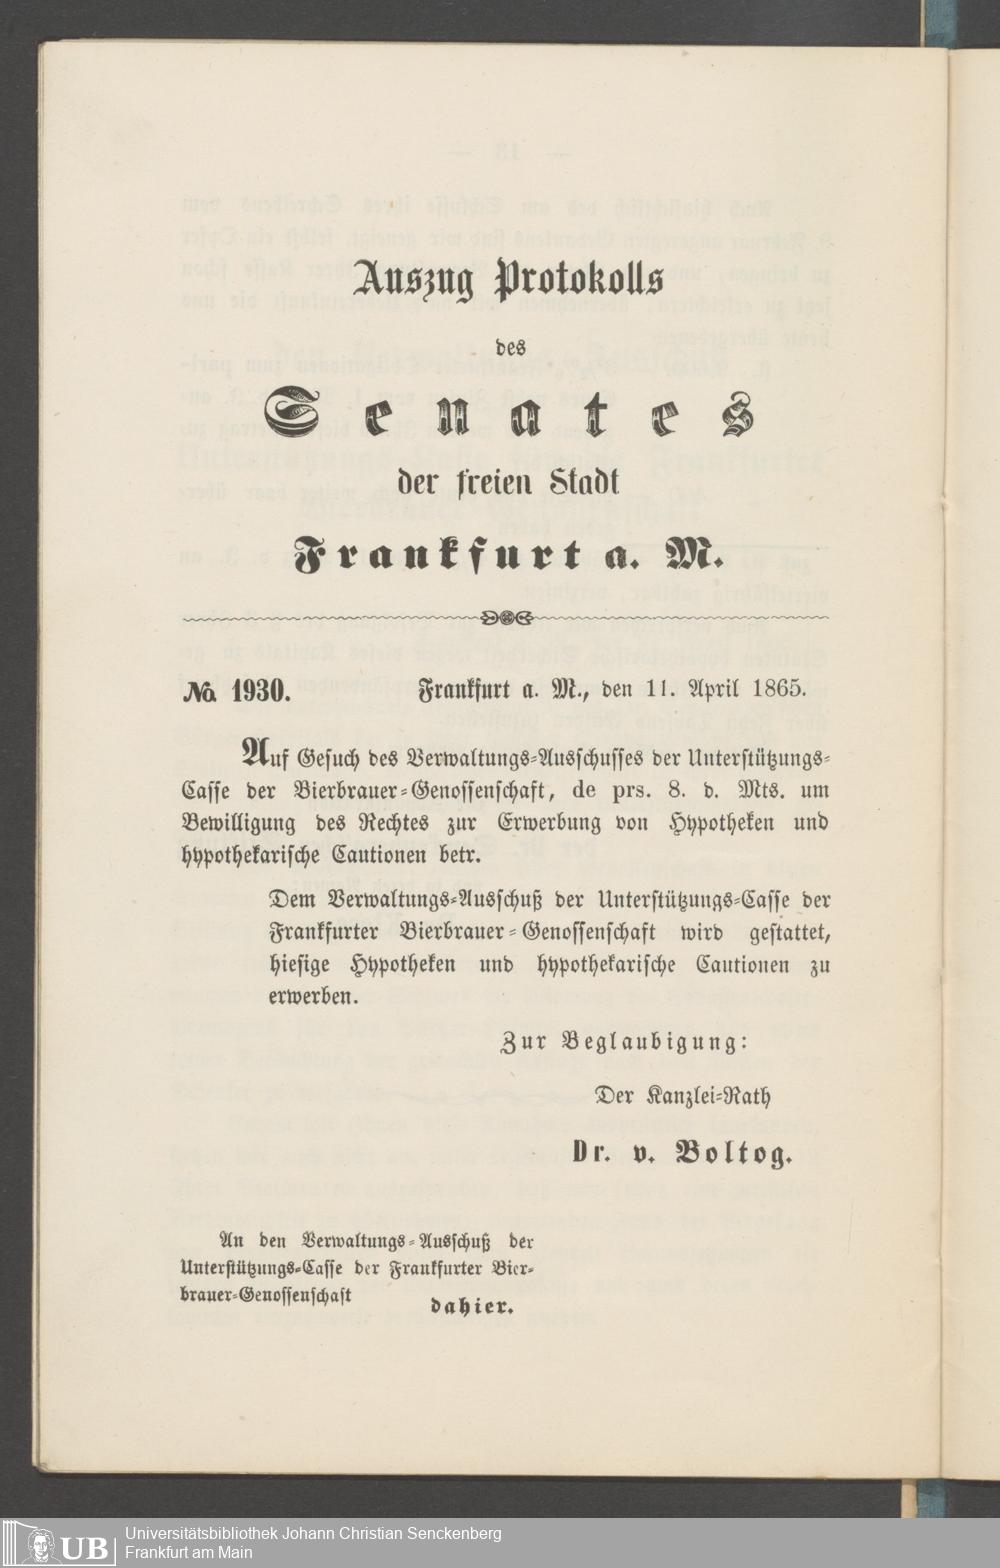 Auszug Protokolls
des
Senates
der freien Stadt
Frankfurt a. M.
No. 1930. Frankfurt a. M., den 11. April 1865.
Auf Gesuch des Verwaltungs-Ausschusses der Unterstützungs-
Casse der Bierbrauer-Genossenschaft, de prs. 8. d. Mts. um
Bewilligung des Rechtes zur Erwerbung von Hypotheken und
hypothekarische Cautionen betr.
Dem Verwaltungs-Ausschuß der Unterstützungs-Casse der
Frankfurter Bierbrauer-Genossenschaft wird gestattet,
hiesige Hypotheken und hypothekarische Cautionen zu
erwerben.
Zur Beglaubigung:
Der Kanzlei-Rath
Dr. v. Boltog.
An den Verwaltungs-Ausschuß der
Unterstützungs-Casse der Frankfurter Bier-
brauer-Genossenschaft
dahier.
UB Universitätsbibliothek Johann Christian Senckenberg
Frankfurt am Main